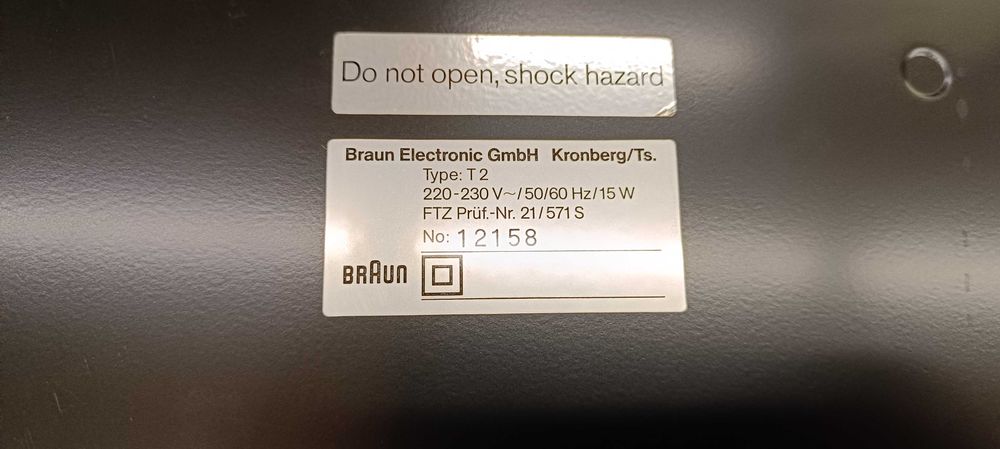 Do not open, shock hazard
Braun Electronic GmbH Kronberg/Ts.
Type: T 2
220-230 V~/50/60 Hz/15 W
FTZ Prüf.-Nr. 21/571 S
No: 12158
BRAUN